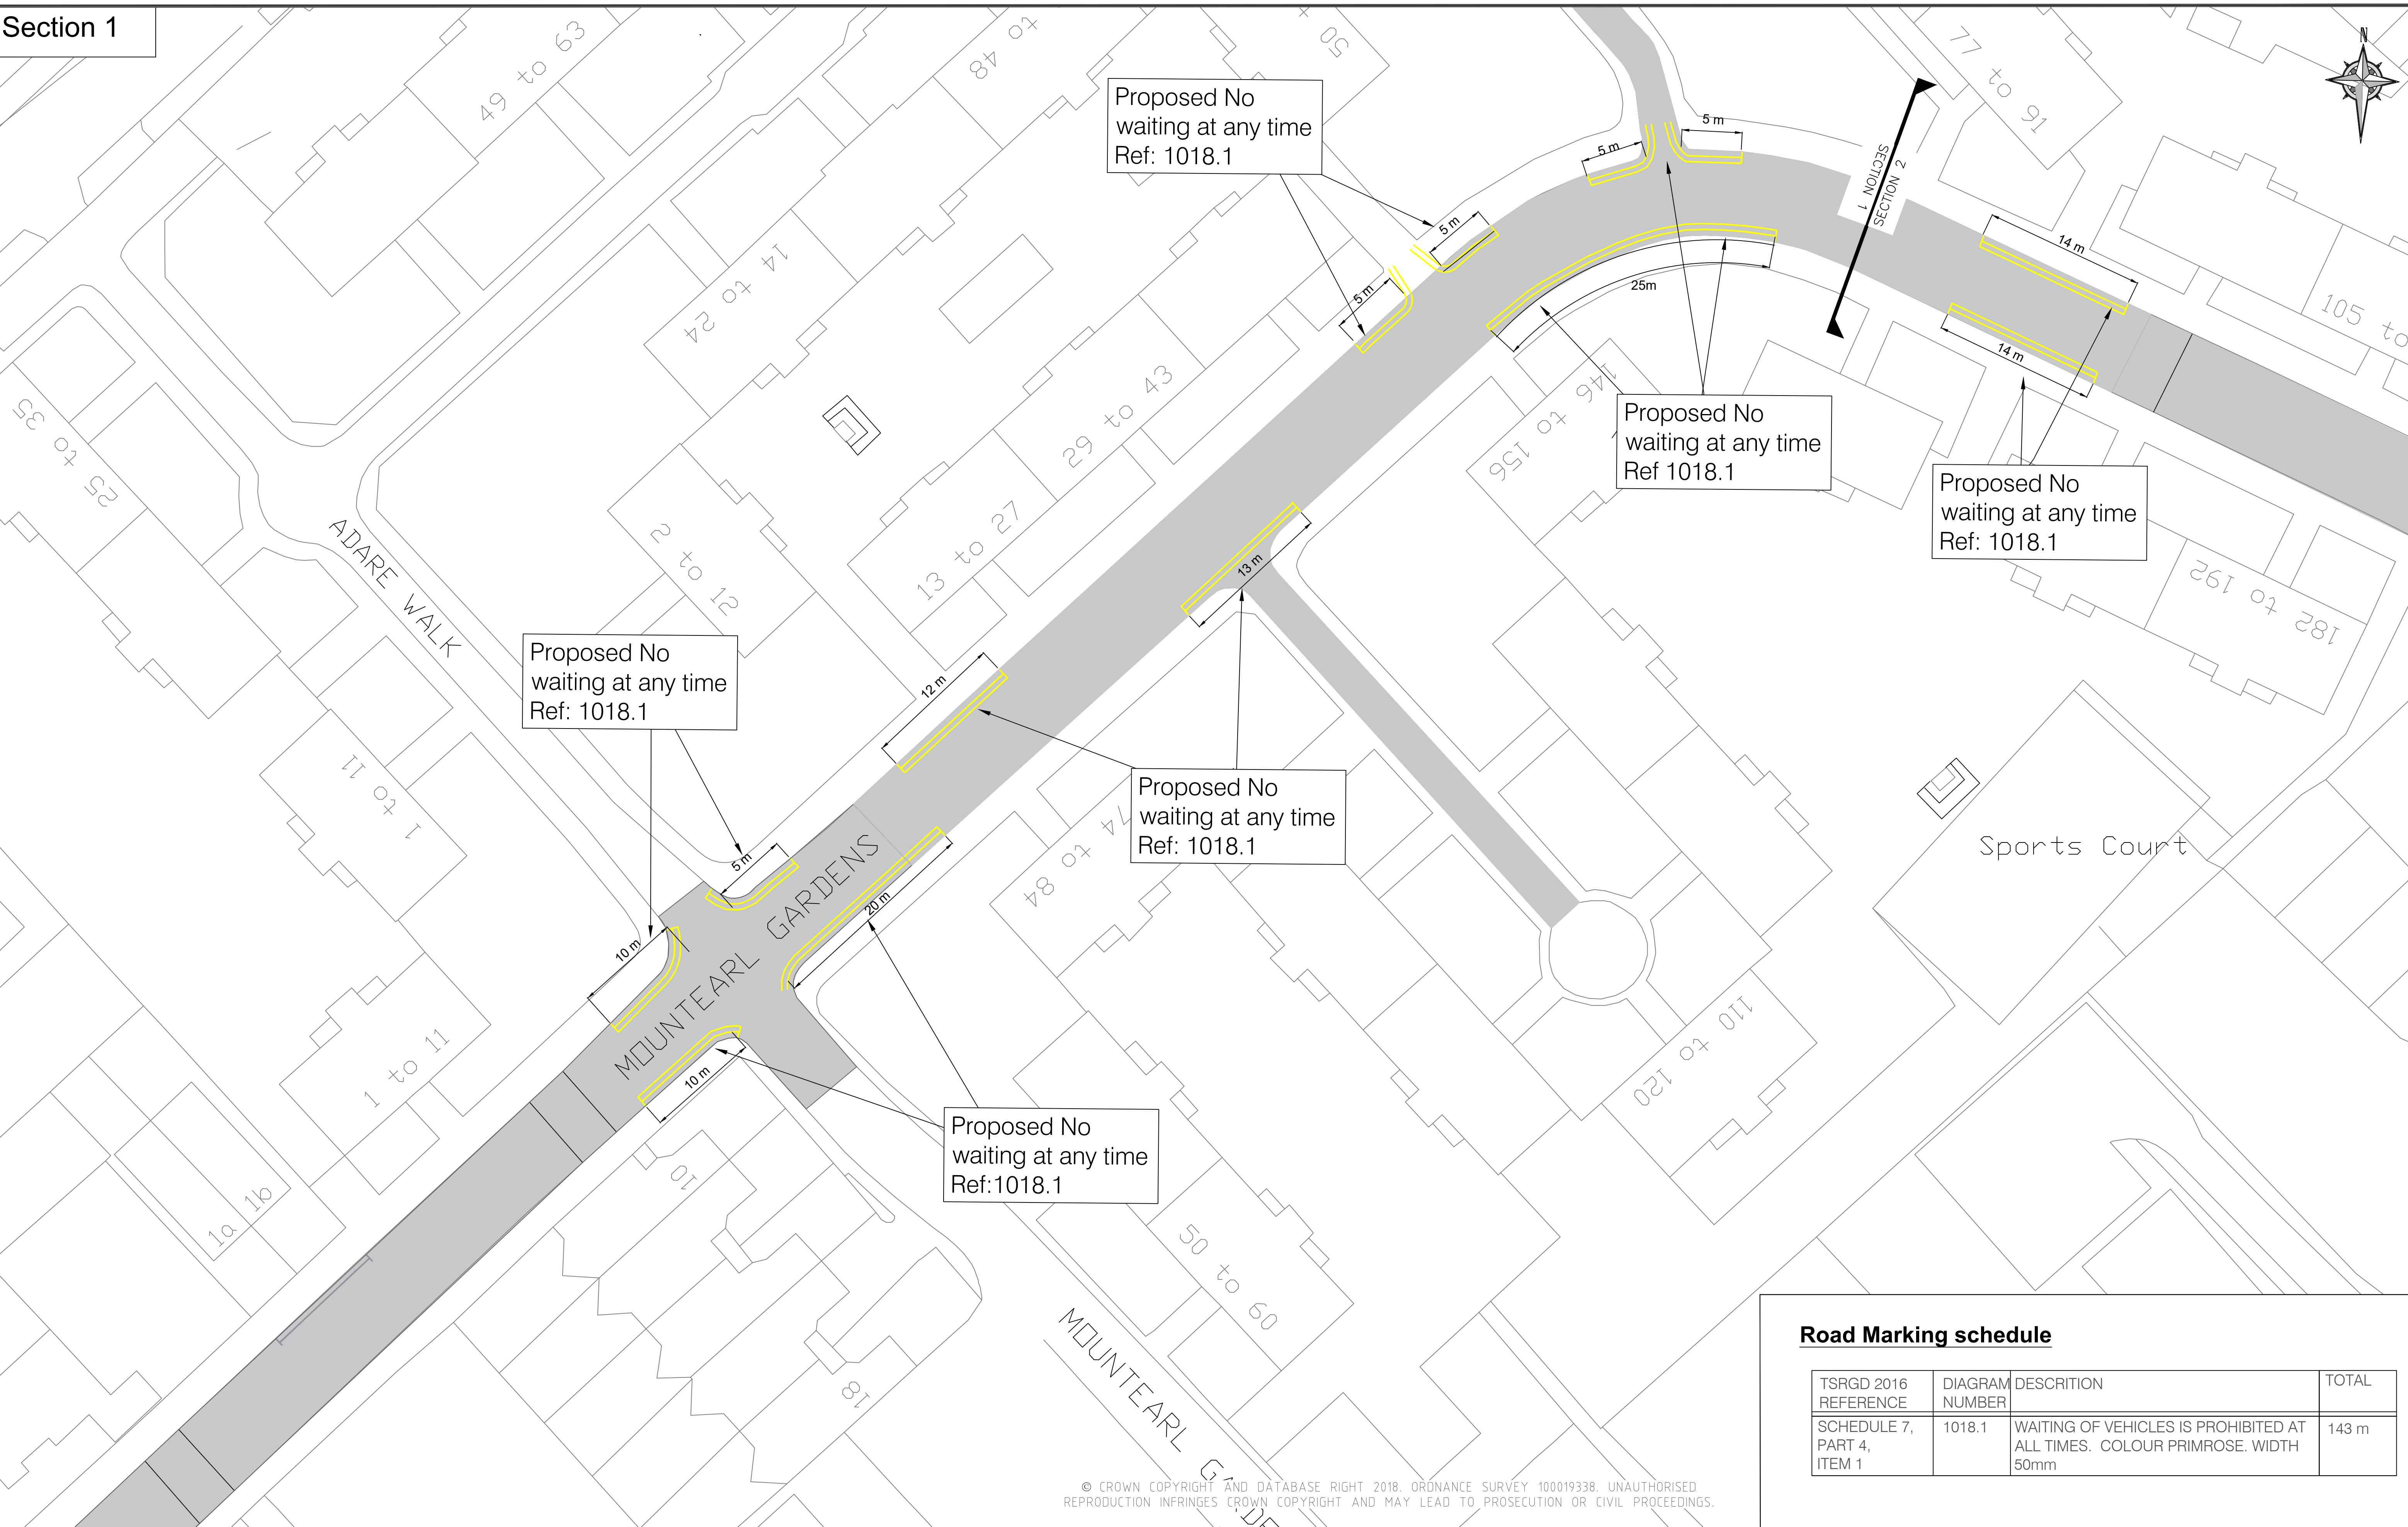 Section 1
49 to 63
48 to
50
77 to 91
N
Proposed No
waiting at any time
Ref: 1018.1
5 m
5 m
5 m
5 m
25m
SECTION 1
SECTION 2
14 m
14 m
105 to
14 to 24
29 to 43
13 to 27
2 to 12
25 to 35
ADARE WALK
146 to 156
Proposed No
waiting at any time
Ref 1018.1
Proposed No
waiting at any time
Ref: 1018.1
182 to 192
13 m
12 m
Proposed No
waiting at any time
Ref: 1018.1
Proposed No
waiting at any time
Ref: 1018.1
1 to 11
74 to 84
Sports Court
5 m
20 m
10 m
10 m
MOUNTEARL GARDENS
1 to 11
110 to 120
Proposed No
waiting at any time
Ref:1018.1
10
1a 1b
50 to 60
18
MOUNTEARL GARDE
Road Marking schedule
TSRGD 2016 REFERENCE
DIAGRAM NUMBER
DESCRITION
TOTAL
SCHEDULE 7,
PART 4,
ITEM 1
1018.1
WAITING OF VEHICLES IS PROHIBITED AT
ALL TIMES. COLOUR PRIMROSE. WIDTH
50mm
143 m
© CROWN COPYRIGHT AND DATABASE RIGHT 2018. ORDNANCE SURVEY 100019338. UNAUTHORISED
REPRODUCTION INFRINGES CROWN COPYRIGHT AND MAY LEAD TO PROSECUTION OR CIVIL PROCEEDINGS.